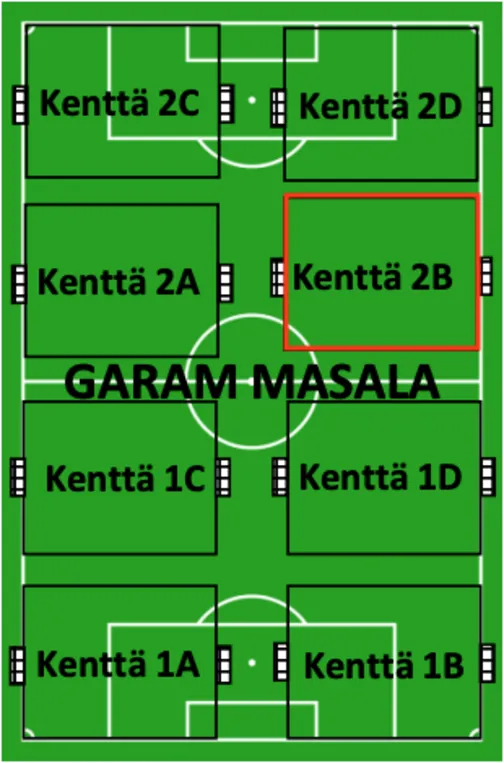 Kenttä 2C
Kenttä 2D
Kenttä 2A
Kenttä 2B
GARAM MASALA
Kenttä 1C
Kenttä 1D
Kenttä 1A
Kenttä 1B